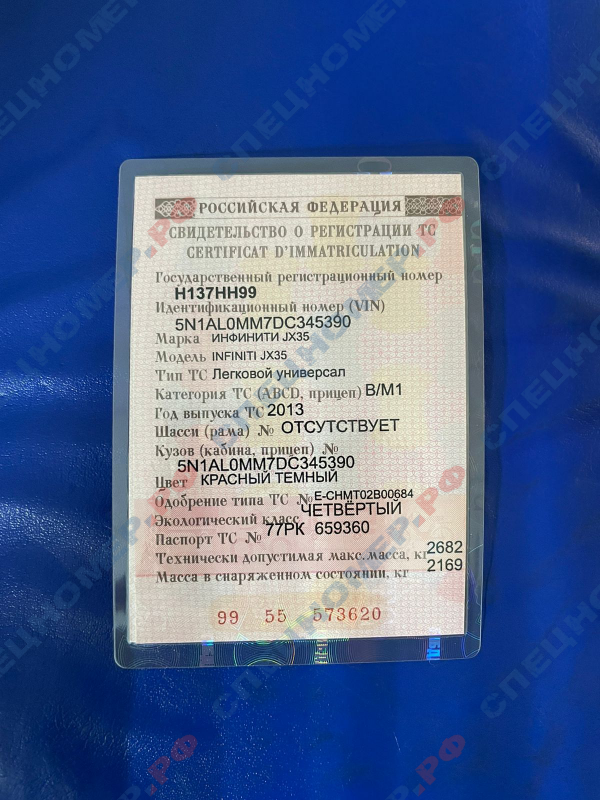 РОССИЙСКАЯ ФЕДЕРАЦИЯ
СВИДЕТЕЛЬСТВО О РЕГИСТРАЦИИ ТС
CERTIFICAT D'IMMATRICULATION
Государственный регистрационный номер
Н137НН99
Идентификационный номер (VIN)
5N1AL0MM7DC345390
Марка ИНФИНИТИ JX35
Модель INFINITI JX35
Тип ТС Легковой универсал
Категория ТС (ABCD, прицеп) В/М1
Год выпуска ТС 2013
Шасси (рама) № ОТСУТСТВУЕТ
Кузов (кабина, прицеп) №
5N1AL0MM7DC345390
Цвет КРАСНЫЙ ТЕМНЫЙ
Одобрение типа ТС № E-CHMT02B00684
Экологический класс ЧЕТВЁРТЫЙ
Паспорт ТС № 77РК 659360
Технически допустимая макс. масса, кг 2682
Масса в снаряженном состоянии, кг 2169
99 55 573620
СПЕЦНОМЕР.РФ